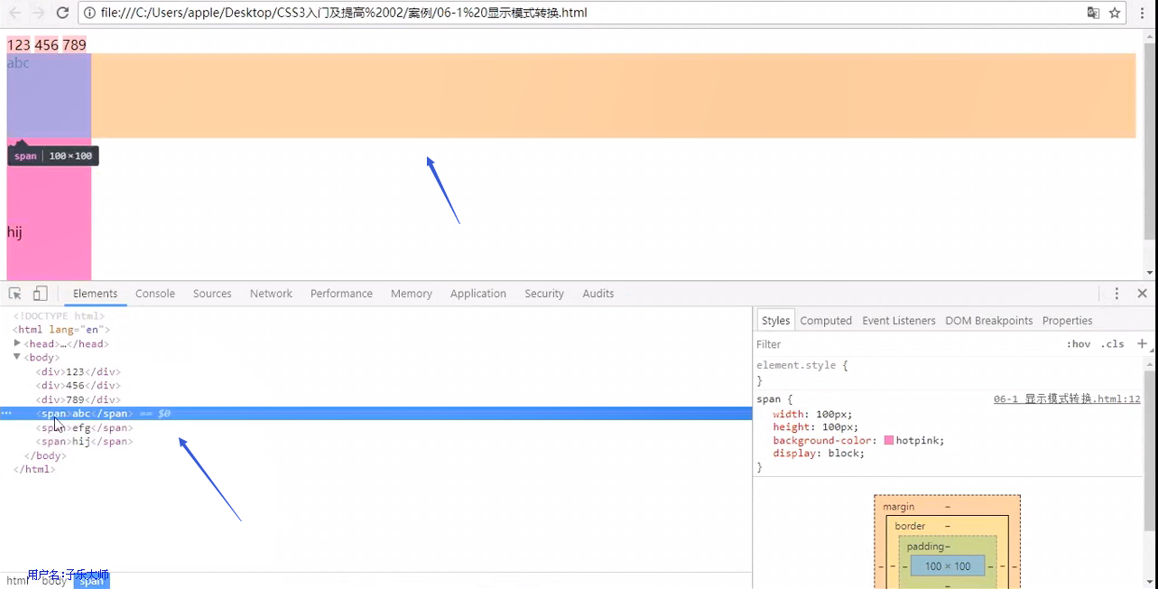 file:///C:/Users/apple/Desktop/CSS3入门及提高%2002/案例/06-1%20显示模式转换.html
123 456 789
abc
span 100×100
hij
Elements Console Sources Network Performance Memory Application Security Audits
<!DOCTYPE html>
<html lang="en">
<head>…</head>
<body>
<div>123</div>
<div>456</div>
<div>789</div>
<span>abc</span> == $0
<span>efg</span>
<span>hij</span>
</body>
</html>
html body span
用户名:子乐大师
Styles Computed Event Listeners DOM Breakpoints Properties
Filter :hov .cls +
element.style {
}
span { 06-1 显示模式转换.html:12
width: 100px;
height: 100px;
background-color: hotpink;
display: block;
}
margin -
border -
padding-
- - - 100 × 100 - - -
-